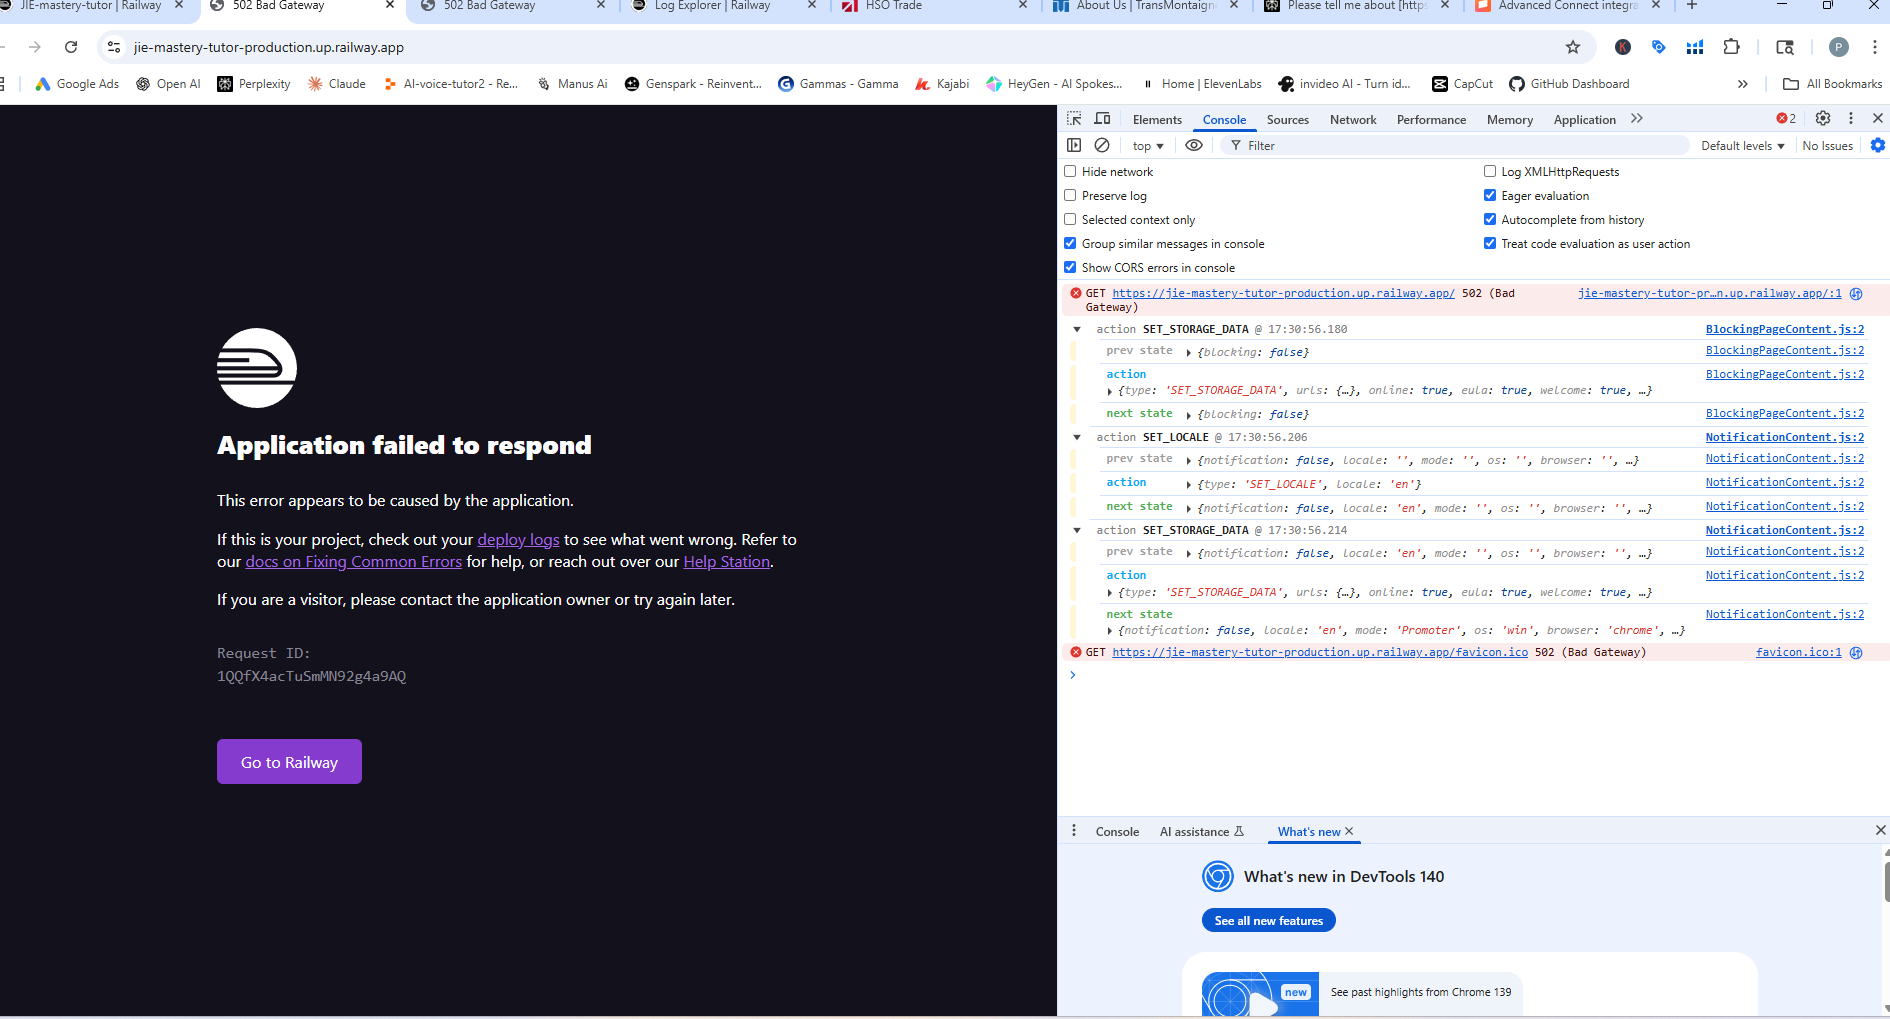 JIE-mastery-tutor | Railway
502 Bad Gateway
502 Bad Gateway
Log Explorer | Railway
HSO Trade
About Us | TransMontaign
Please tell me about [https
Advanced Connect integra
jie-mastery-tutor-production.up.railway.app
K
P
Google Ads
Open AI
Perplexity
Claude
AI-voice-tutor2 - Re...
Manus Ai
Genspark - Reinvent...
Gammas - Gamma
Kajabi
HeyGen - AI Spokes...
Home | ElevenLabs
invideo AI - Turn id...
CapCut
GitHub Dashboard
All Bookmarks
Application failed to respond
This error appears to be caused by the application.
If this is your project, check out your deploy logs to see what went wrong. Refer to
our docs on Fixing Common Errors for help, or reach out over our Help Station.
If you are a visitor, please contact the application owner or try again later.
Request ID:
1QQfX4acTuSmMN92g4a9AQ
Go to Railway
Elements Console Sources Network Performance Memory Application 2
top Filter Default levels No Issues
Hide network Log XMLHttpRequests
Preserve log Eager evaluation
Selected context only Autocomplete from history
Group similar messages in console Treat code evaluation as user action
Show CORS errors in console
GET https://jie-mastery-tutor-production.up.railway.app/ 502 (Bad jie-mastery-tutor-pr…n.up.railway.app/:1
Gateway)
action SET_STORAGE_DATA @ 17:30:56.180 BlockingPageContent.js:2
prev state {blocking: false} BlockingPageContent.js:2
action BlockingPageContent.js:2
{type: 'SET_STORAGE_DATA', urls: {…}, online: true, eula: true, welcome: true, …}
next state {blocking: false} BlockingPageContent.js:2
action SET_LOCALE @ 17:30:56.206 NotificationContent.js:2
prev state {notification: false, locale: '', mode: '', os: '', browser: '', …} NotificationContent.js:2
action {type: 'SET_LOCALE', locale: 'en'} NotificationContent.js:2
next state {notification: false, locale: 'en', mode: '', os: '', browser: '', …} NotificationContent.js:2
action SET_STORAGE_DATA @ 17:30:56.214 NotificationContent.js:2
prev state {notification: false, locale: 'en', mode: '', os: '', browser: '', …} NotificationContent.js:2
action NotificationContent.js:2
{type: 'SET_STORAGE_DATA', urls: {…}, online: true, eula: true, welcome: true, …}
next state NotificationContent.js:2
{notification: false, locale: 'en', mode: 'Promoter', os: 'win', browser: 'chrome', …}
GET https://jie-mastery-tutor-production.up.railway.app/favicon.ico 502 (Bad Gateway) favicon.ico:1
Console AI assistance What's new
What's new in DevTools 140
See all new features
new
See past highlights from Chrome 139